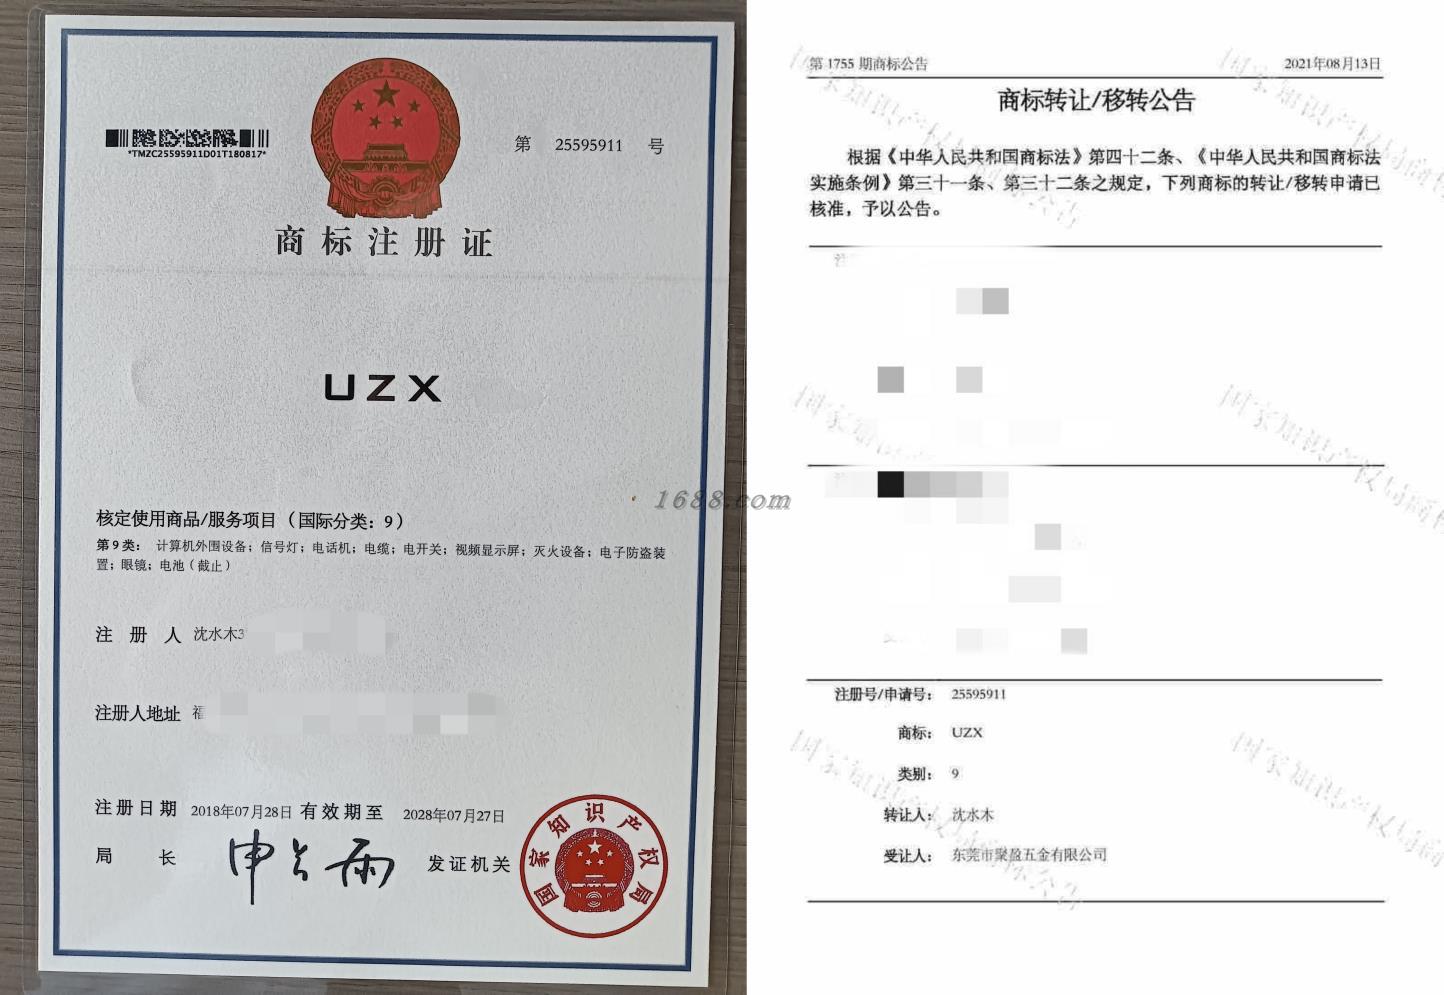 *TMZC25595911D01T180817*
第 25595911 号
商标注册证
UZX
核定使用商品/服务项目（国际分类：9）
第9类： 计算机外围设备；信号灯；电话机；电缆；电开关；视频显示屏；灭火设备；电子防盗装
置；眼镜；电池（截止）
注 册 人 沈水木3
注册人地址 福
注册日期 2018年07月28日 有效期至 2028年07月27日
局 长 发证机关
国家知识产权局
1688.com
第 1755 期商标公告 2021年08月13日
商标转让/移转公告
根据《中华人民共和国商标法》第四十二条、《中华人民共和国商标法
实施条例》第三十一条、第三十二条之规定，下列商标的转让/移转申请已
核准，予以公告。
注册号/申请号： 25595911
商标： UZX
类别： 9
转让人： 沈水木
受让人： 东莞市聚盈五金有限公司